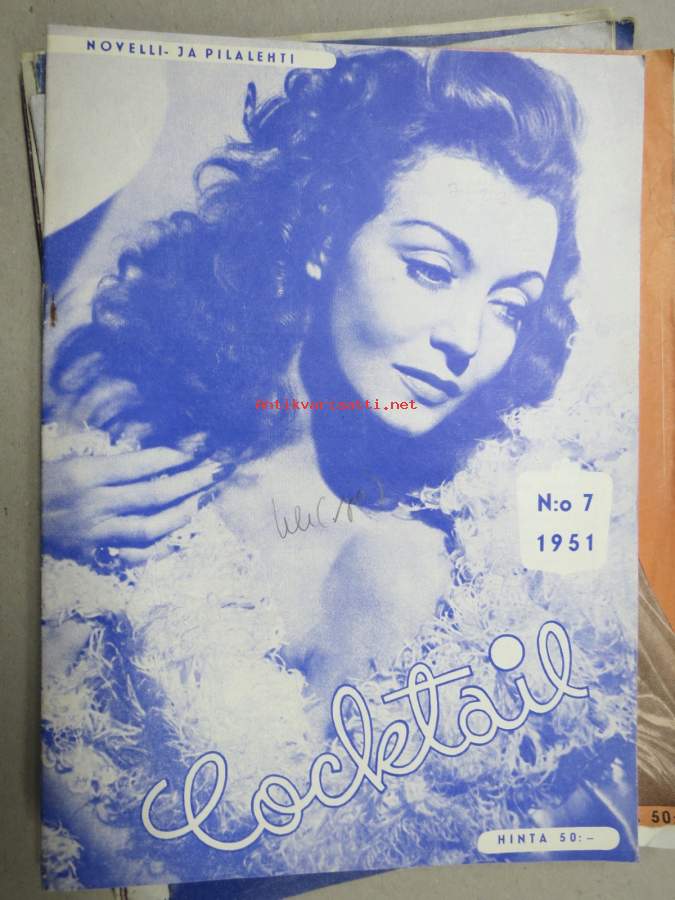 NOVELLI- JA PILALEHTI
Antikvariaatti.net
N:o 7
1951
Cocktail
HINTA 50:-
50: